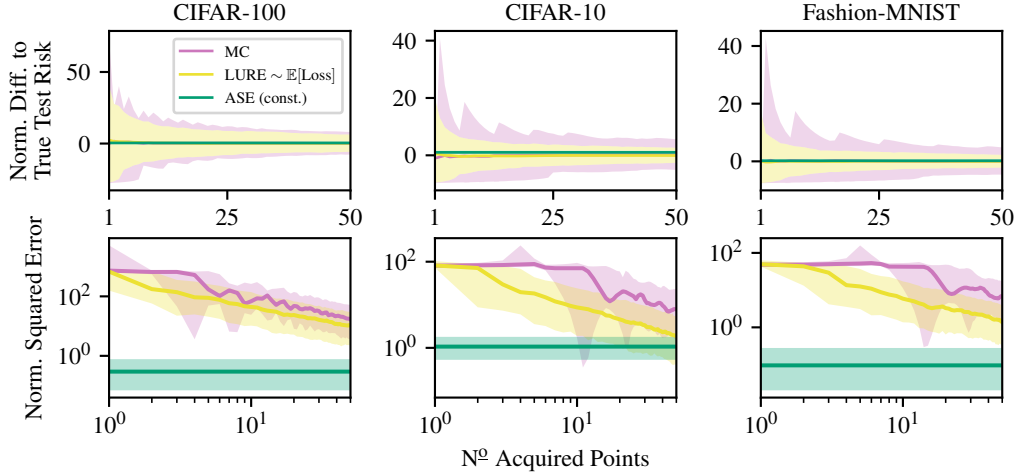 CIFAR-100
CIFAR-10
Fashion-MNIST
Norm. Diff. to
True Test Risk
50
0
MC
LURE ∼ 𝔼[Loss]
ASE (const.)
1
25
50
40
20
0
1
25
50
40
20
0
1
25
50
Norm. Squared Error
10²
10⁰
10⁰
10¹
10²
10⁰
10⁰
10¹
10²
10⁰
10⁰
10¹
Nº Acquired Points